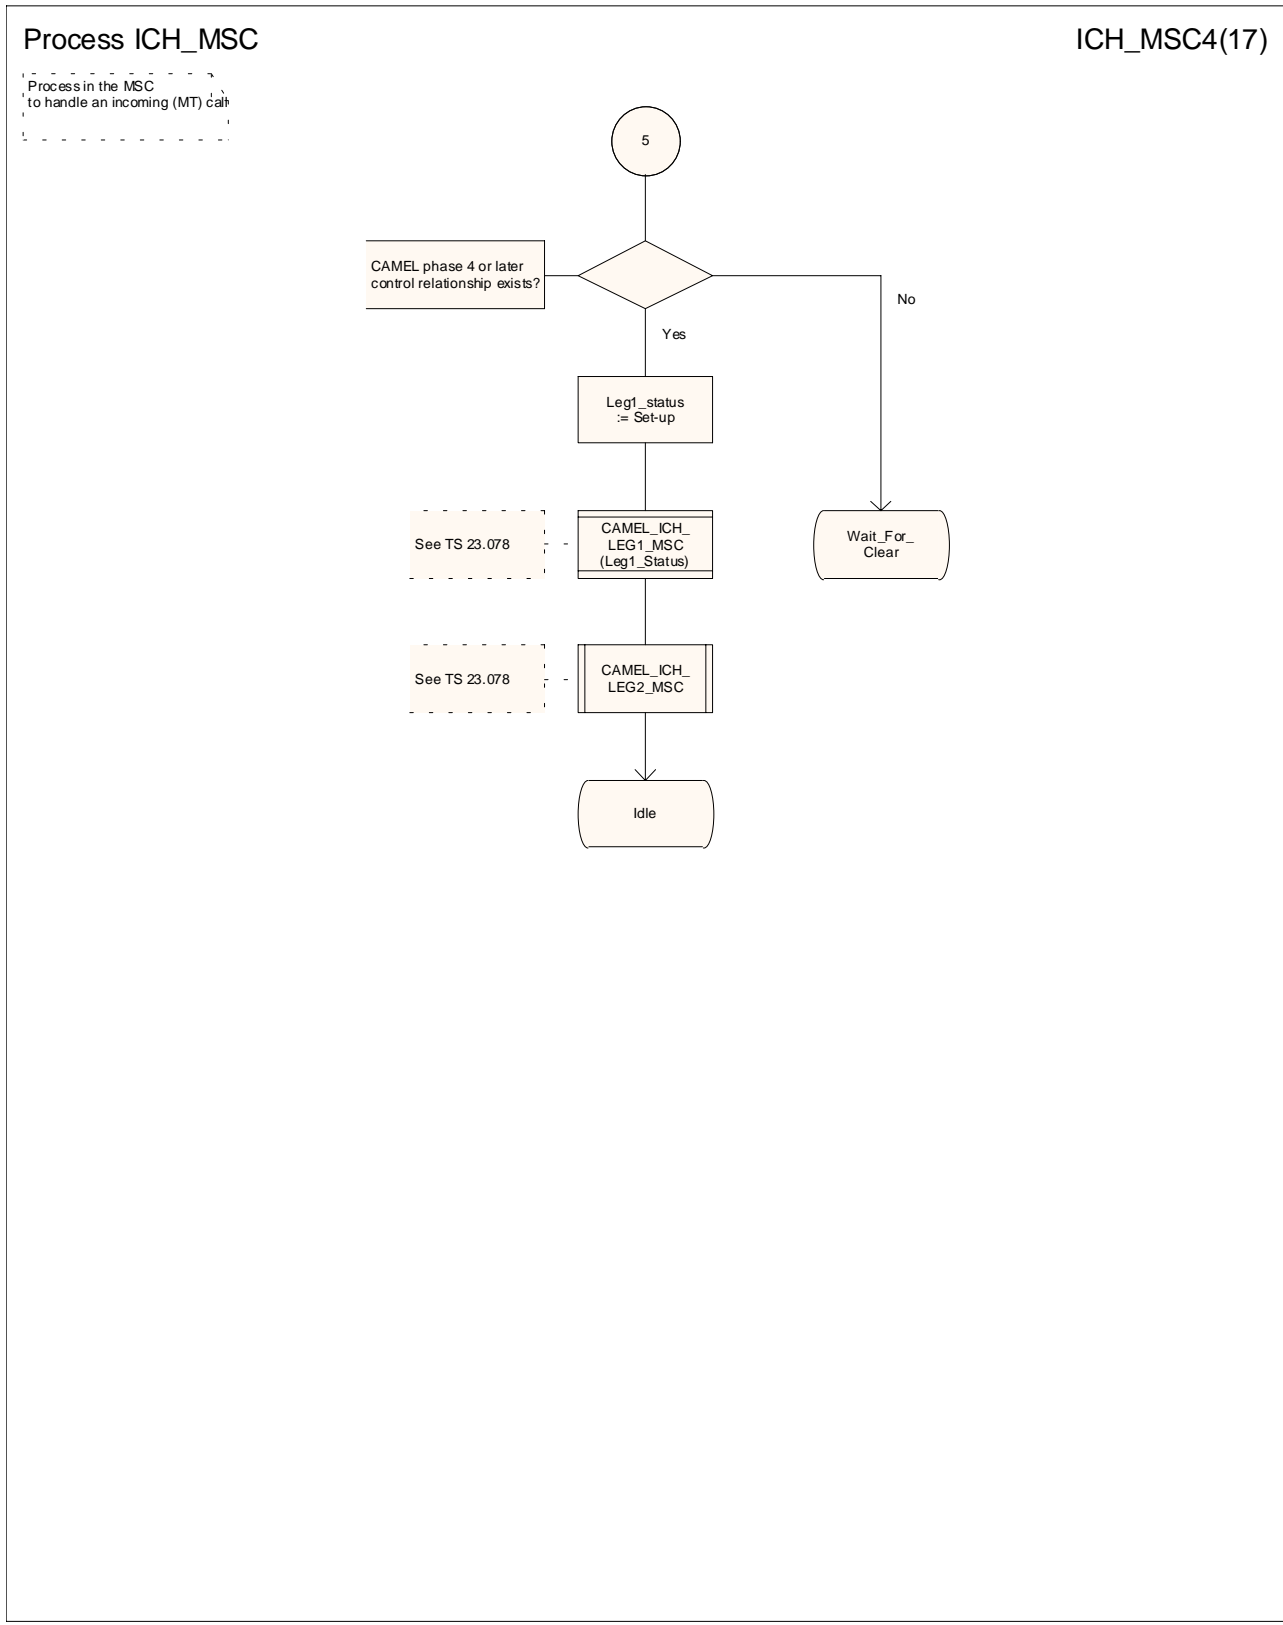 Process ICH_MSC
ICH_MSC4(17)
Process in the MSC
to handle an incoming (MT) call
5
CAMEL phase 4 or later
control relationship exists?
No
Yes
Leg1_status
:= Set-up
See TS 23.078
CAMEL_ICH_
LEG1_MSC
(Leg1_Status)
Wait_For_
Clear
See TS 23.078
CAMEL_ICH_
LEG2_MSC
Idle